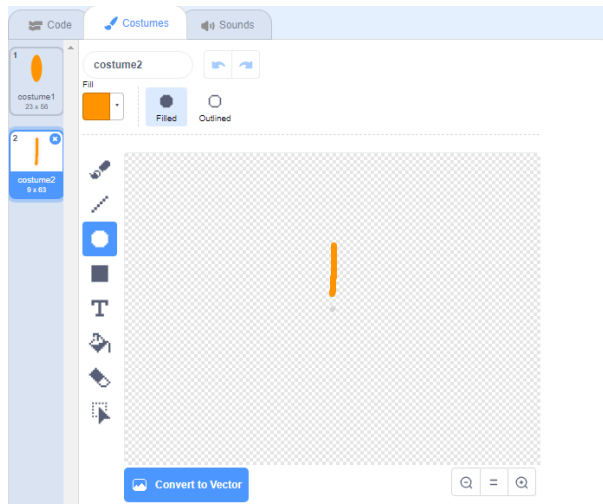 Code
Costumes
Sounds
1
costume1
23 x 56
2
costume2
9 x 63
costume2
Fill
Filled
Outlined
T
Convert to Vector